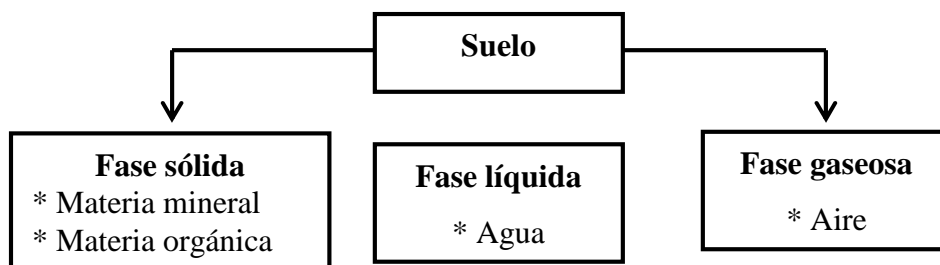 Suelo
Fase sólida
* Materia mineral
* Materia orgánica
Fase líquida
* Agua
Fase gaseosa
* Aire